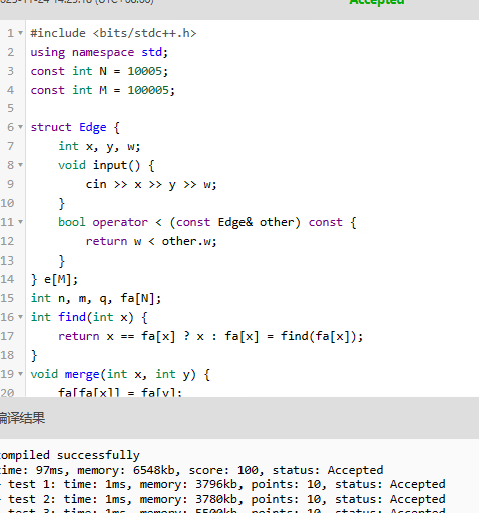 2025-11-24 14:25:18 (UTC+08:00) Accepted
1 #include <bits/stdc++.h>
2 using namespace std;
3 const int N = 10005;
4 const int M = 100005;
5
6 struct Edge {
7     int x, y, w;
8     void input() {
9         cin >> x >> y >> w;
10     }
11     bool operator < (const Edge& other) const {
12         return w < other.w;
13     }
14 } e[M];
15 int n, m, q, fa[N];
16 int find(int x) {
17     return x == fa[x] ? x : fa[x] = find(fa[x]);
18 }
19 void merge(int x, int y) {
20     fa[fa[x]] = fa[y];
编译结果
compiled successfully
time: 97ms, memory: 6548kb, score: 100, status: Accepted
- test 1: time: 1ms, memory: 3796kb, points: 10, status: Accepted
- test 2: time: 1ms, memory: 3780kb, points: 10, status: Accepted
- test 3: time: 1ms, memory: 5500kb, points: 10, status: Accepted